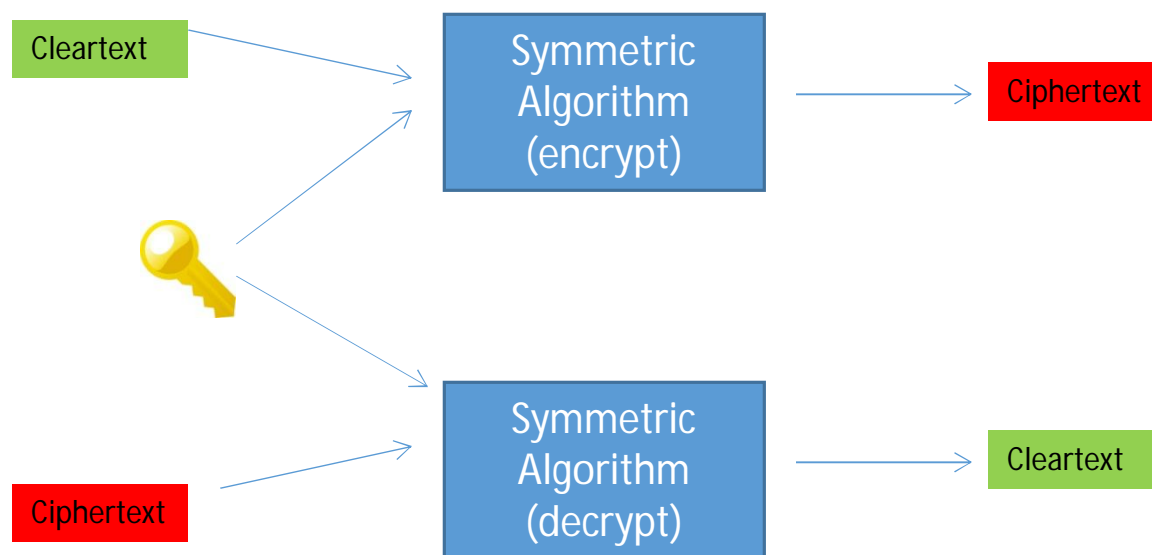 Cleartext
Symmetric
Algorithm
(encrypt)
Ciphertext
Symmetric
Algorithm
(decrypt)
Ciphertext
Cleartext